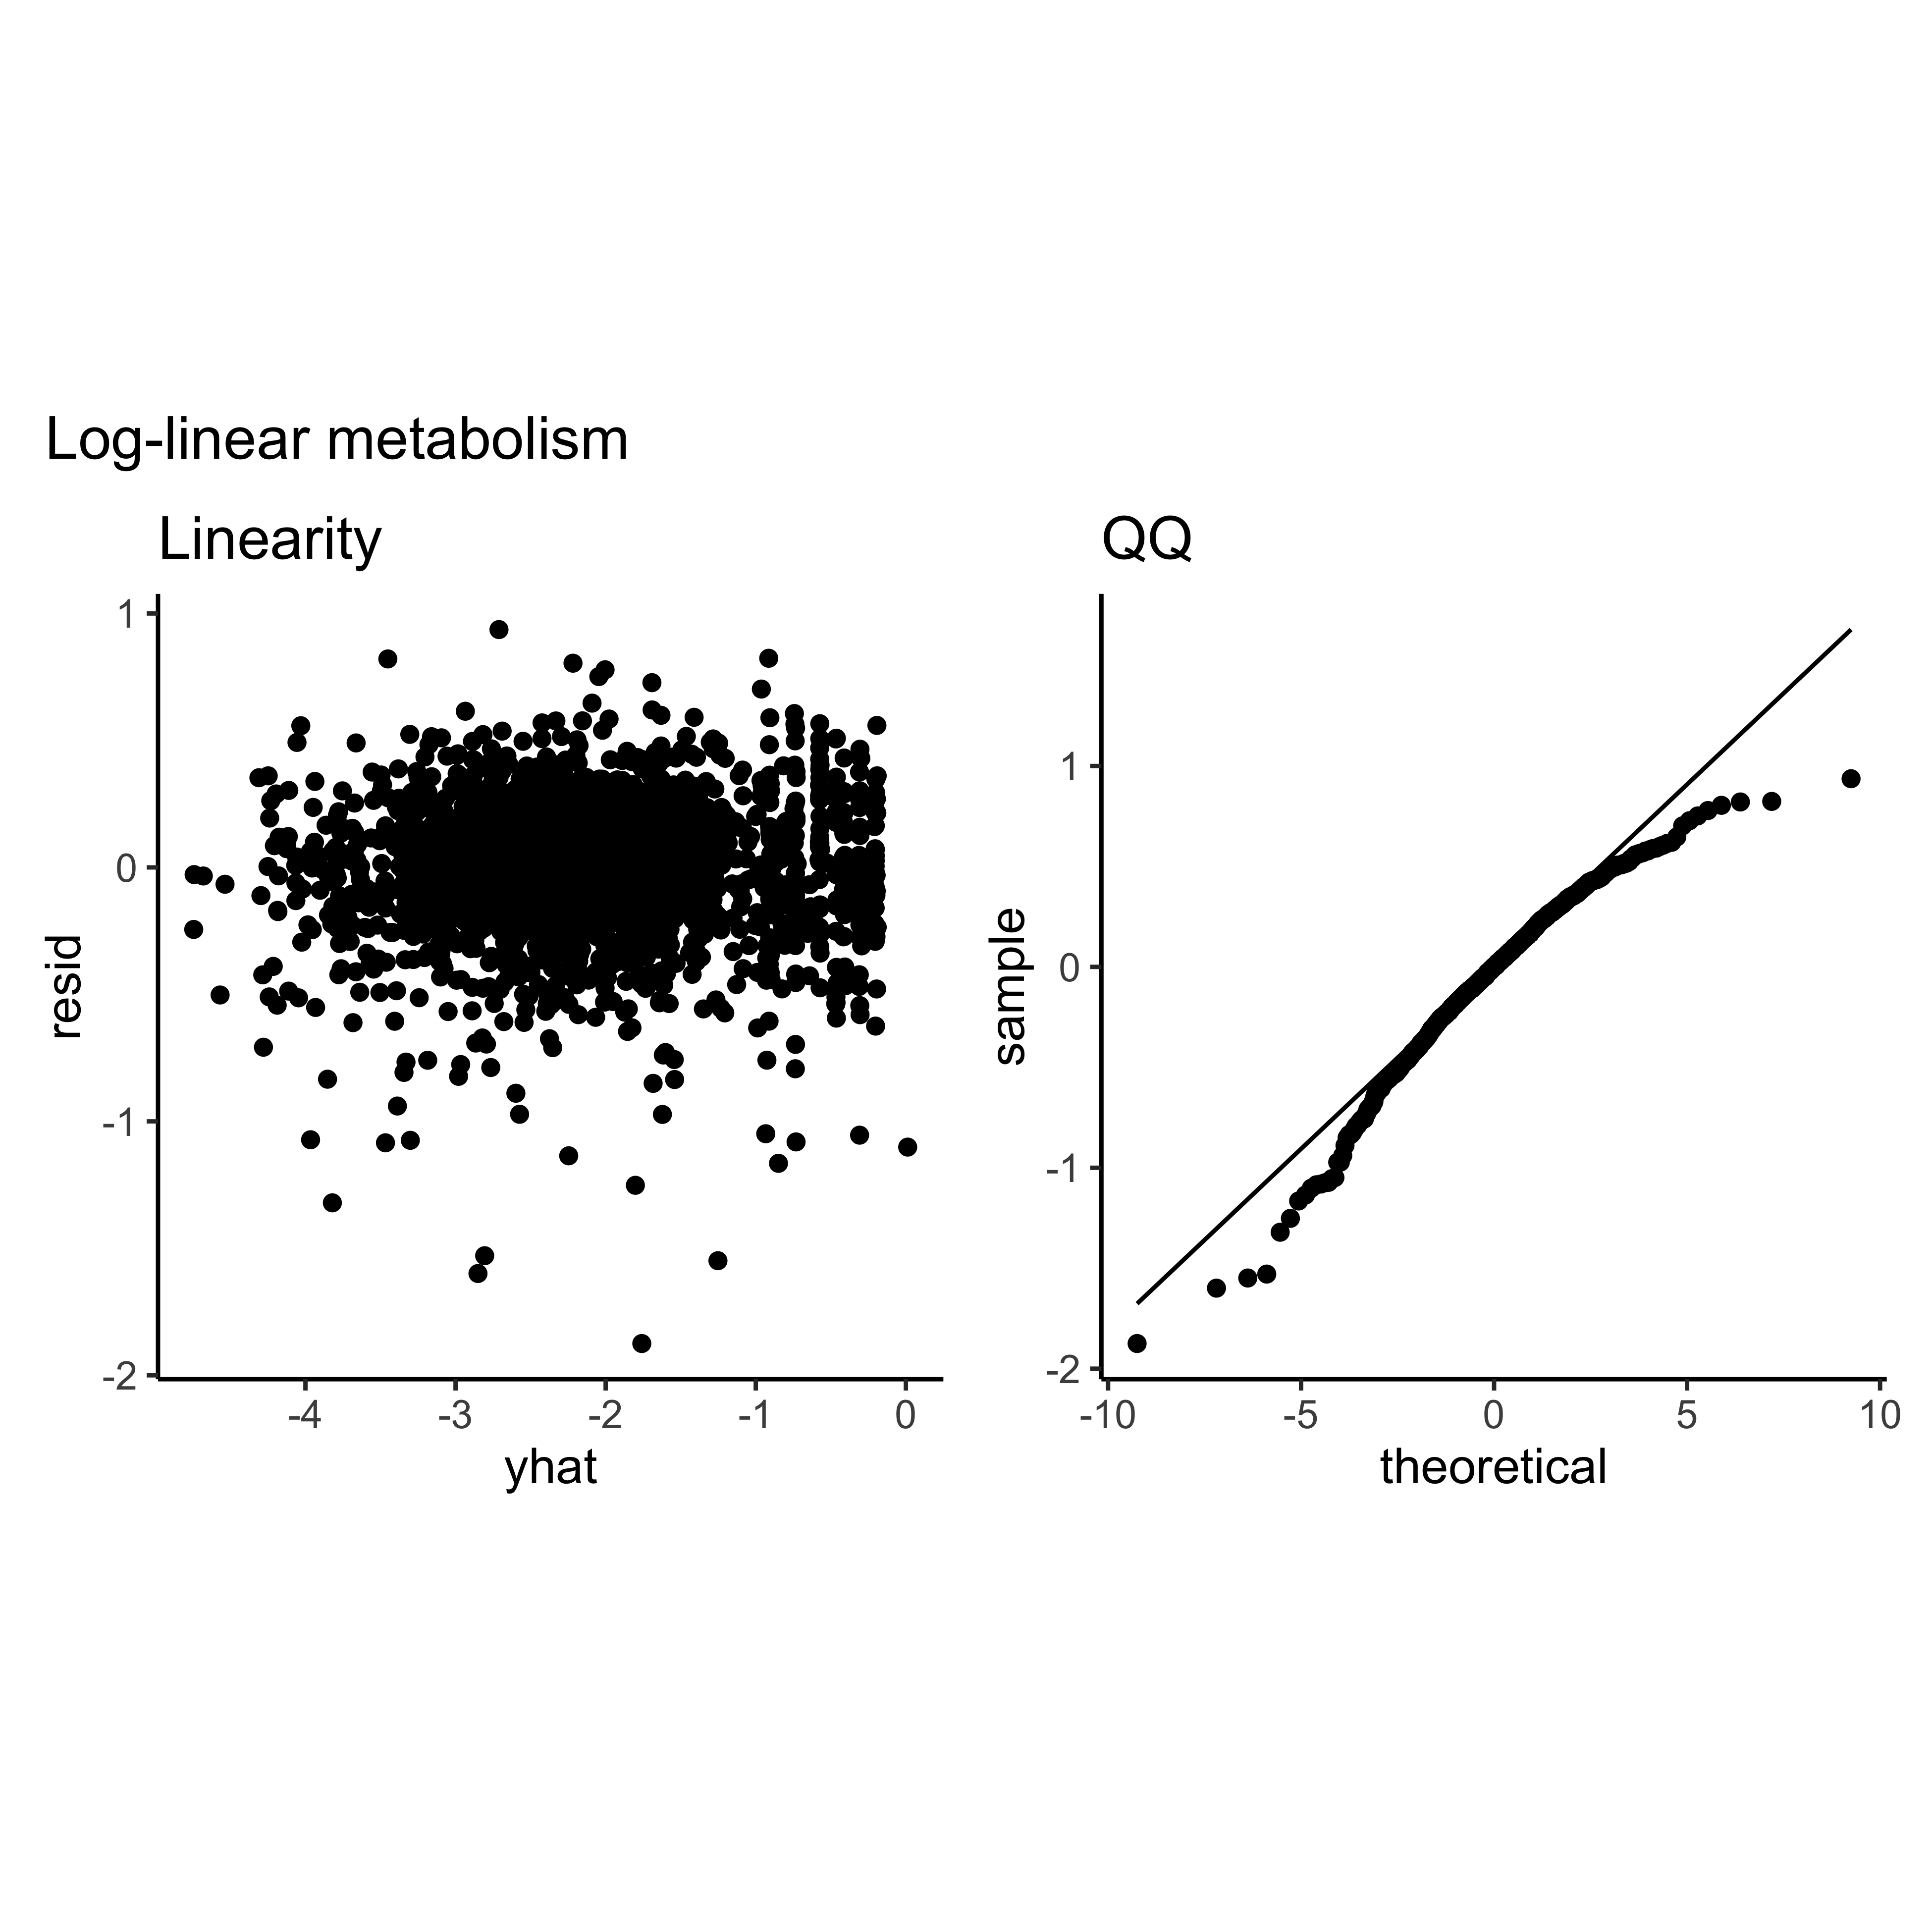 Log-linear metabolism
Linearity
1
0
-1
-2
resid
-4 -3 -2 -1 0
yhat
QQ
1
0
-1
-2
sample
-10 -5 0 5 10
theoretical